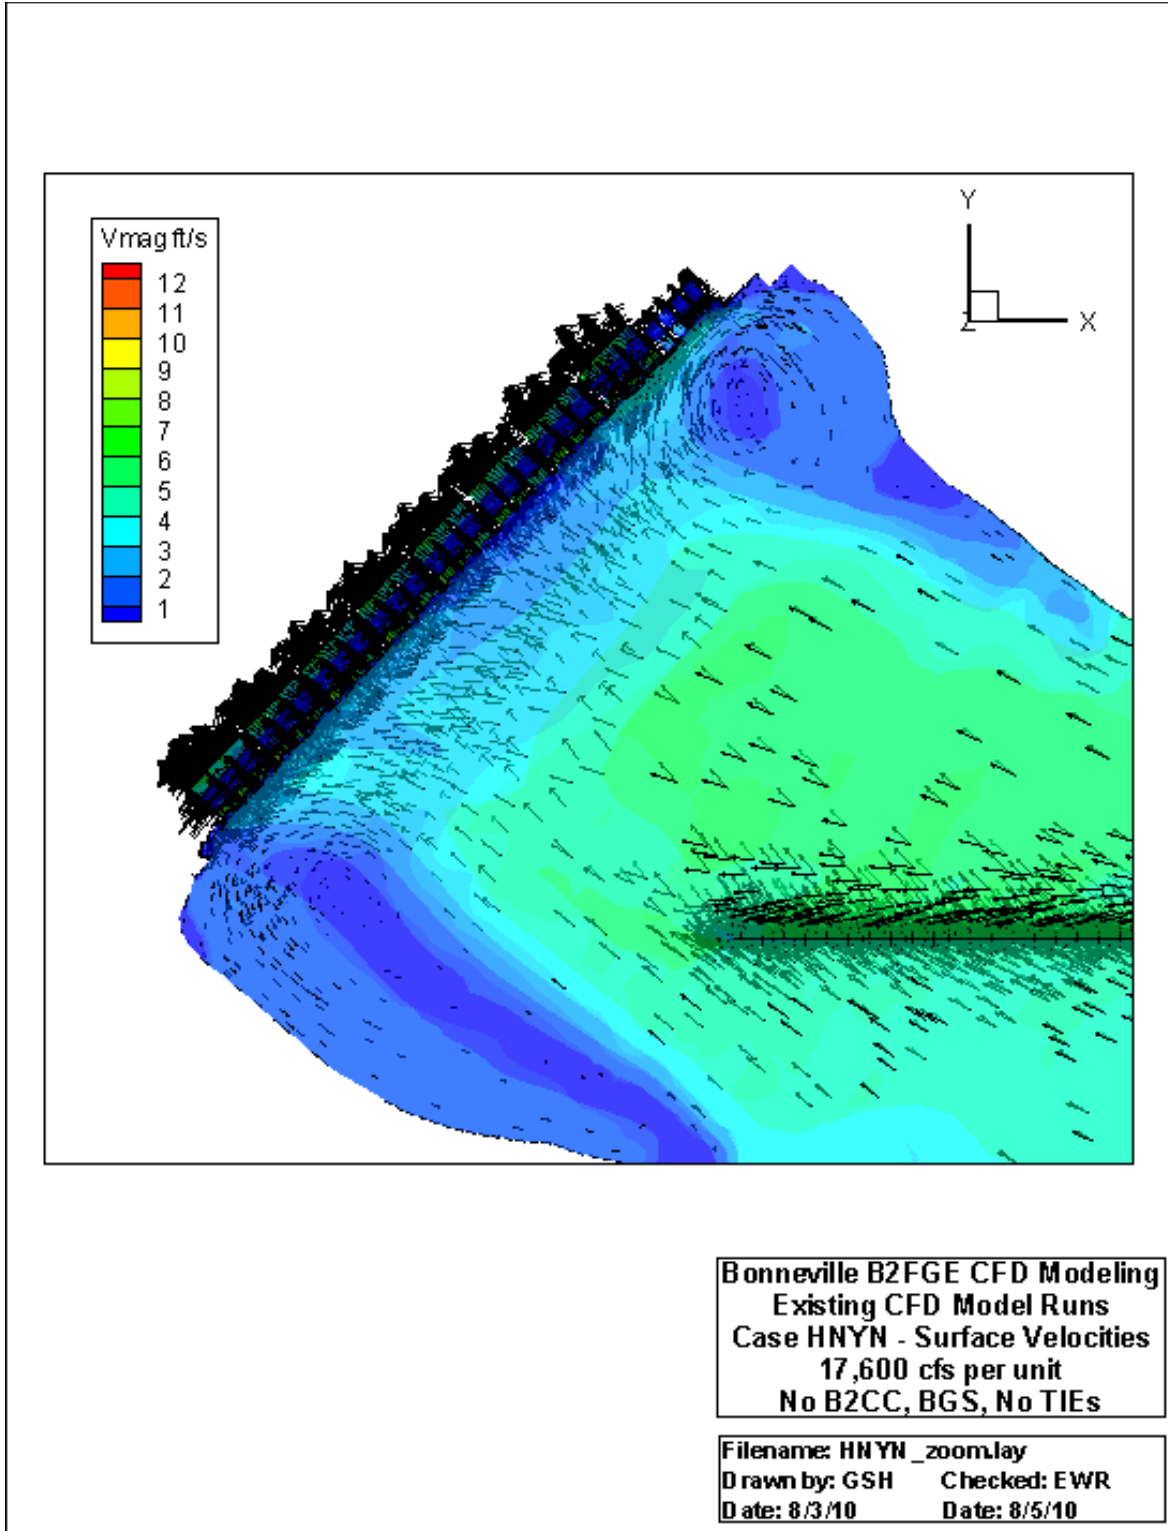 Vmag ft/s
12
11
10
9
8
7
6
5
4
3
2
1
Y
Z
X
Bonneville B2FGE CFD Modeling
Existing CFD Model Runs
Case HNYN - Surface Velocities
17,600 cfs per unit
No B2CC, BGS, No TIEs
Filename: HNYN_zoom.lay
Drawn by: GSH Checked: EWR
Date: 8/3/10 Date: 8/5/10